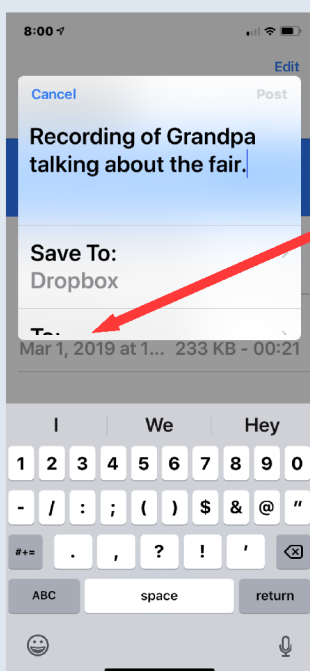 8:00
Edit
Cancel Post
Recording of Grandpa
talking about the fair.
Save To:
Dropbox
To:
Mar 1, 2019 at 1... 233 KB - 00:21
I We Hey
1 2 3 4 5 6 7 8 9 0
- / : ; ( ) $ & @ "
#+= . , ? ! '
ABC space return